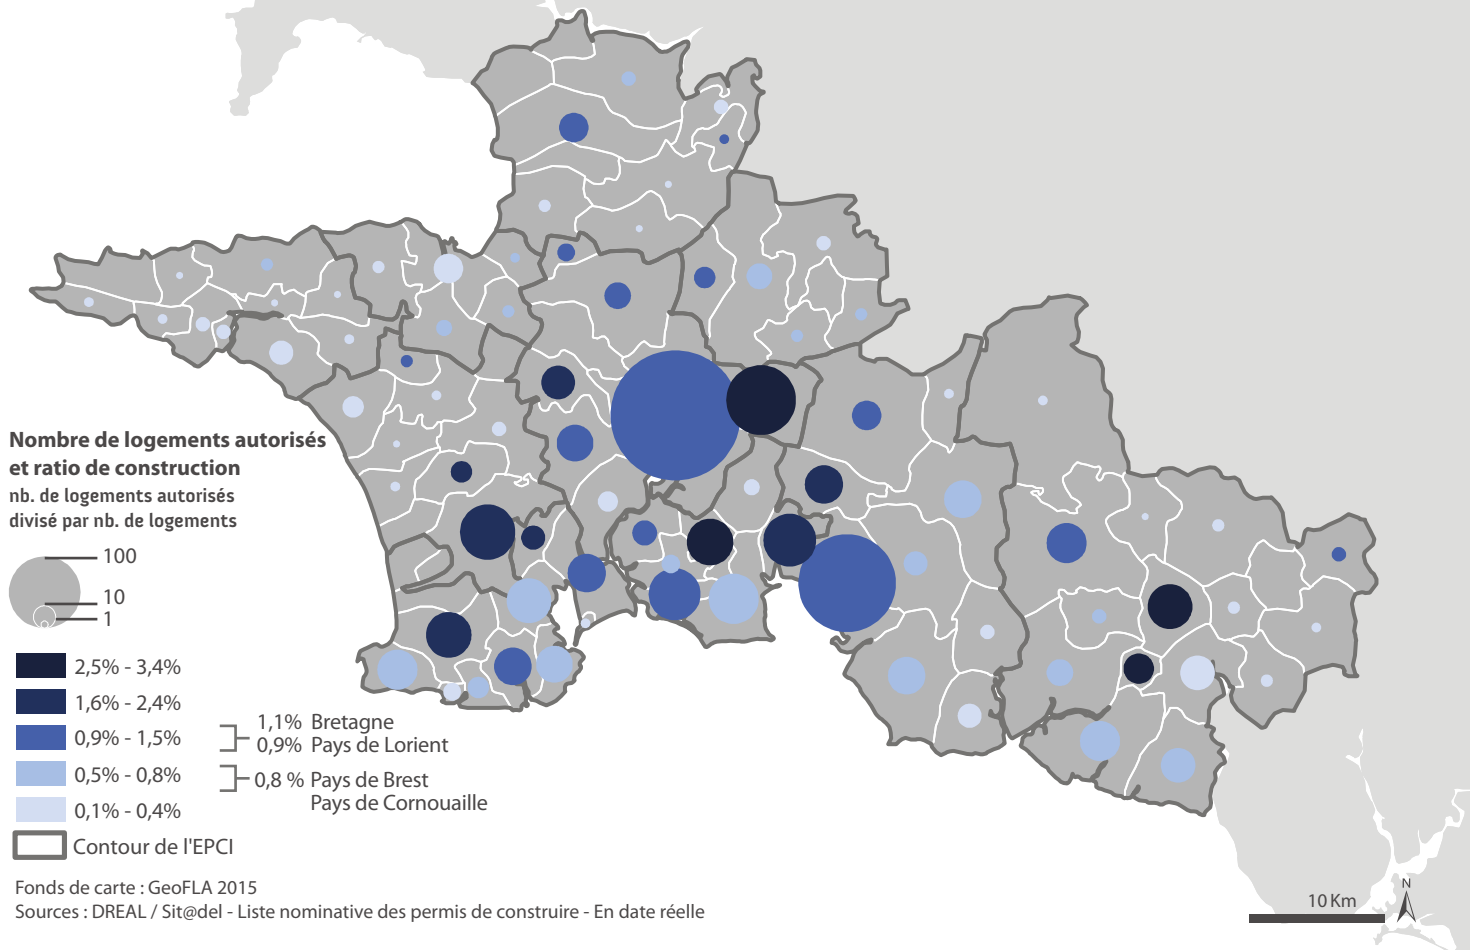 Nombre de logements autorisés
et ratio de construction
nb. de logements autorisés
divisé par nb. de logements
100
10
1
2,5% - 3,4%
1,6% - 2,4%
0,9% - 1,5%
0,5% - 0,8%
0,1% - 0,4%
1,1% Bretagne
0,9% Pays de Lorient
0,8 % Pays de Brest
Pays de Cornouaille
Contour de l'EPCI
Fonds de carte : GeoFLA 2015
Sources : DREAL / Sit@del - Liste nominative des permis de construire - En date réelle
10 Km
N